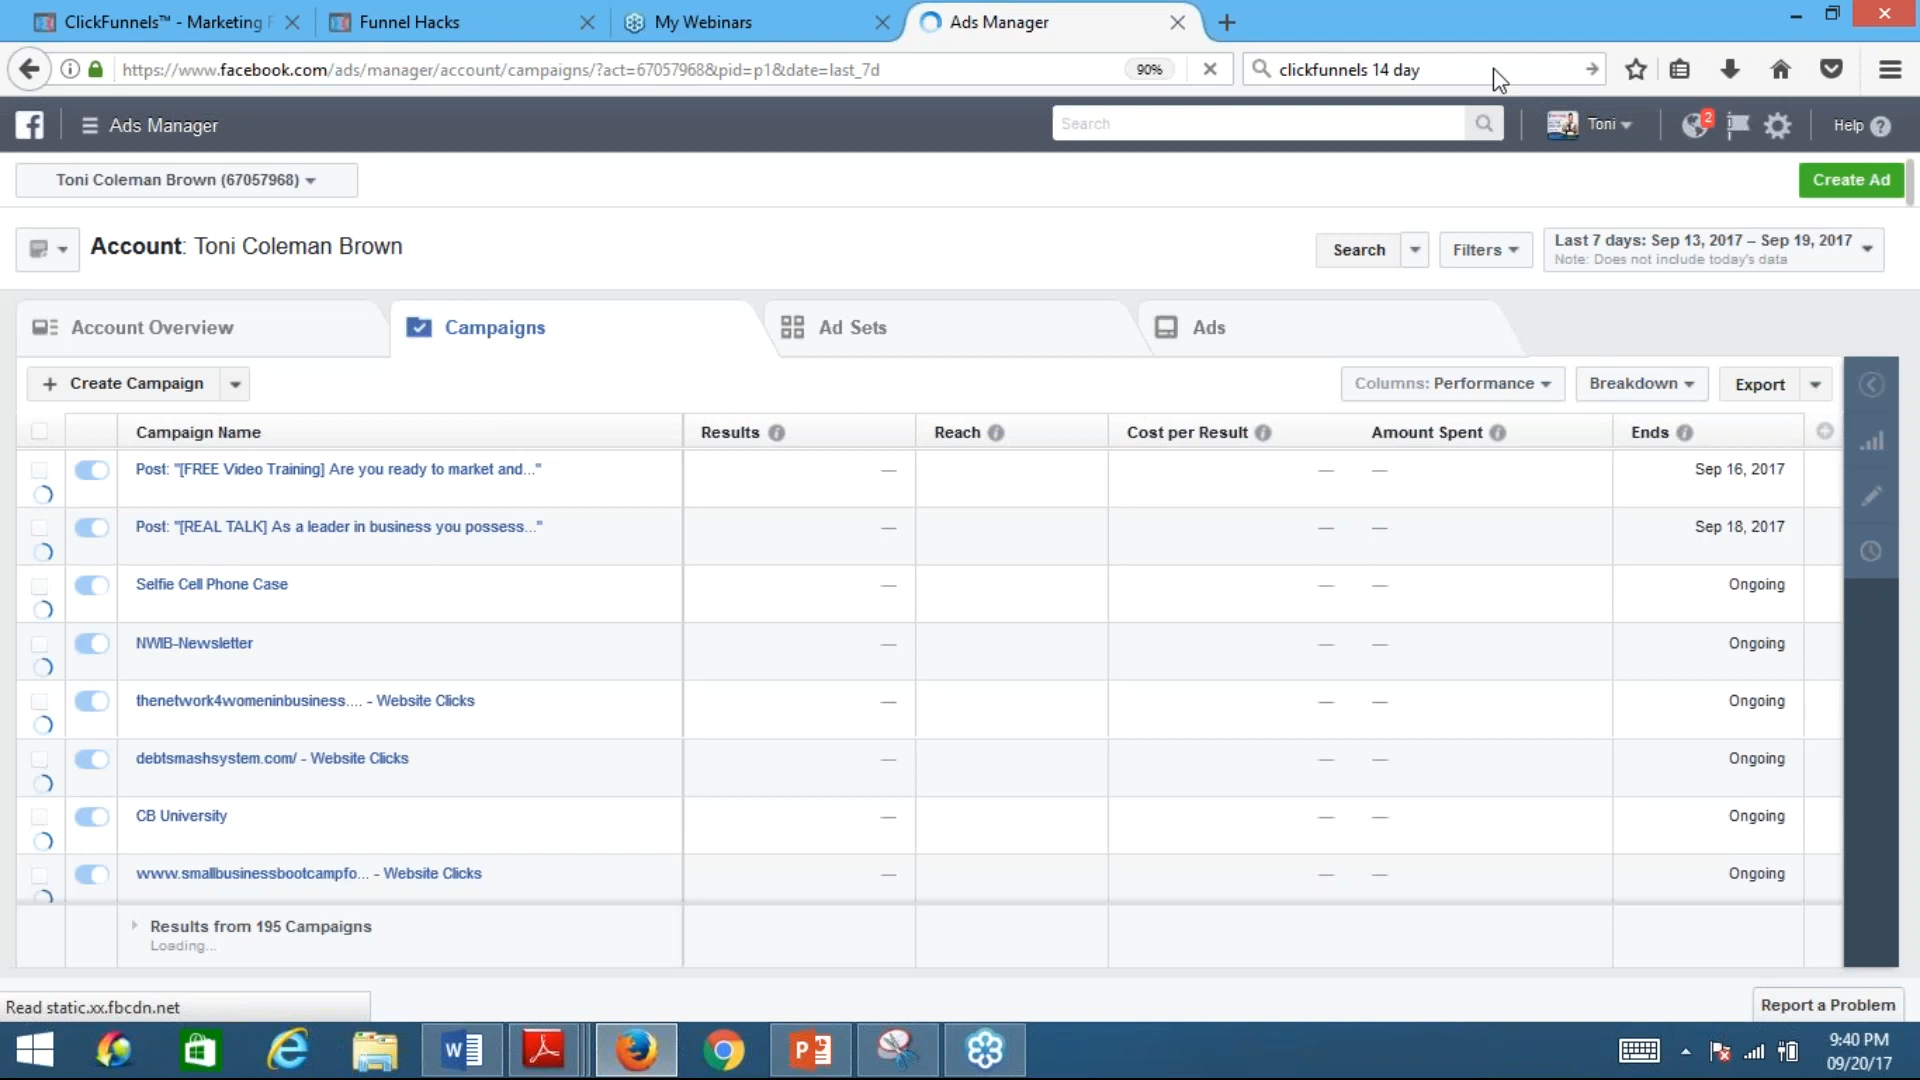 ClickFunnels™ - Marketing F
Funnel Hacks
My Webinars
Ads Manager
https://www.facebook.com/ads/manager/account/campaigns/?act=67057968&pid=p1&date=last_7d
90%
clickfunnels 14 day
Ads Manager
Search
Toni
2
Help
Toni Coleman Brown (67057968)
Create Ad
Account: Toni Coleman Brown
Search
Filters
Last 7 days: Sep 13, 2017 – Sep 19, 2017
Note: Does not include today's data
Account Overview
Campaigns
Ad Sets
Ads
+ Create Campaign
Columns: Performance
Breakdown
Export
Campaign Name Results Reach Cost per Result Amount Spent Ends
Post: "[FREE Video Training] Are you ready to market and..." — — — Sep 16, 2017
Post: "[REAL TALK] As a leader in business you possess..." — — — Sep 18, 2017
Selfie Cell Phone Case — — — Ongoing
NWIB-Newsletter — — — Ongoing
thenetwork4womeninbusiness.... - Website Clicks — — — Ongoing
debtsmashsystem.com/ - Website Clicks — — — Ongoing
CB University — — — Ongoing
www.smallbusinessbootcampfo... - Website Clicks — — — Ongoing
Results from 195 Campaigns
Loading...
Read static.xx.fbcdn.net
Report a Problem
9:40 PM
09/20/17